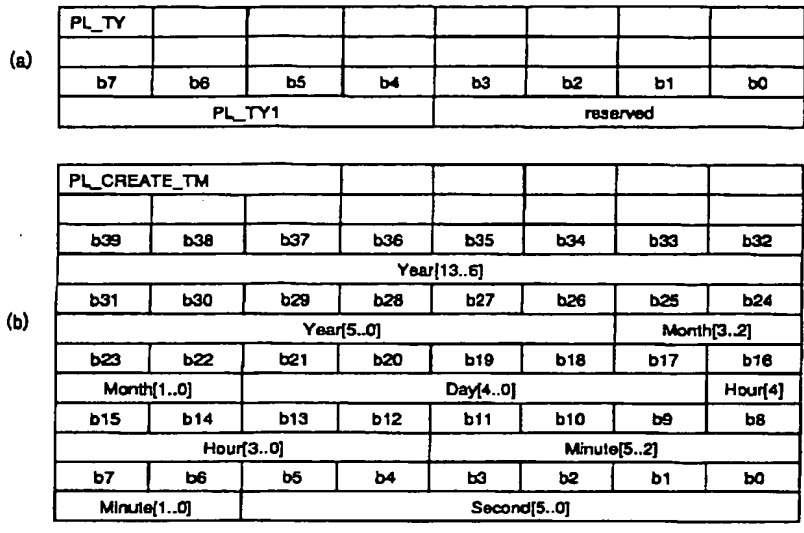 PL_TY
(a)
b7 b6 b5 b4 b3 b2 b1 b0
PL_TY1 reserved
PL_CREATE_TM
b39 b38 b37 b36 b35 b34 b33 b32
Year[13..6]
b31 b30 b29 b28 b27 b26 b25 b24
(b)
Year[5..0] Month[3..2]
b23 b22 b21 b20 b19 b18 b17 b16
Month[1..0] Day[4..0] Hour[4]
b15 b14 b13 b12 b11 b10 b9 b8
Hour[3..0] Minute[5..2]
b7 b6 b5 b4 b3 b2 b1 b0
Minute[1..0] Second[5..0]